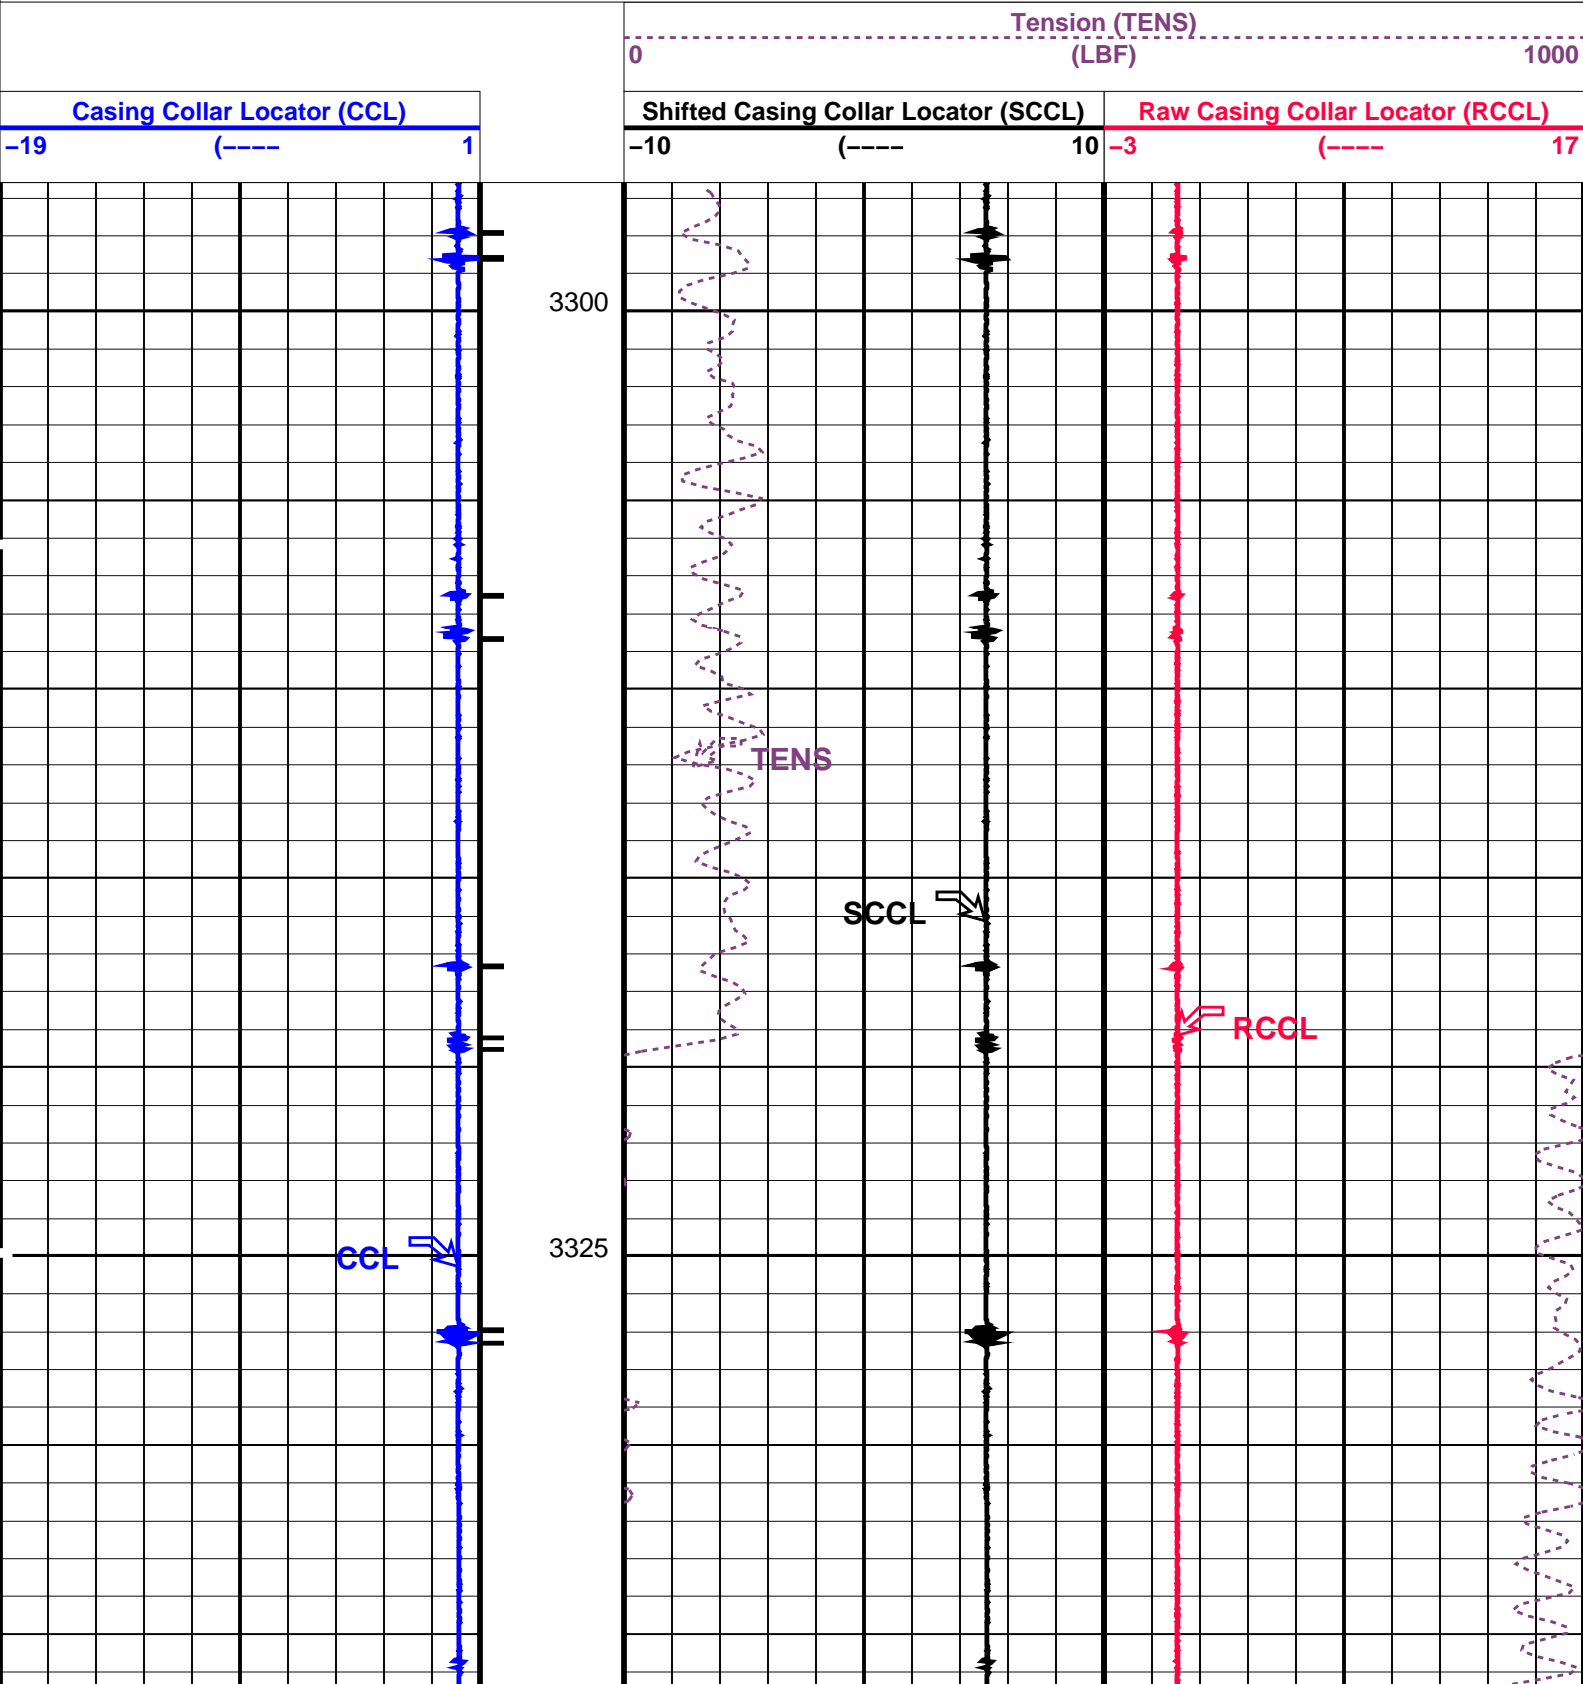 Tension (TENS)
0 (LBF) 1000
Casing Collar Locator (CCL) Shifted Casing Collar Locator (SCCL) Raw Casing Collar Locator (RCCL)
−19 (−−−− 1 −10 (−−−− 10 −3 (−−−− 17
3300
TENS
SCCL
RCCL
3325
CCL